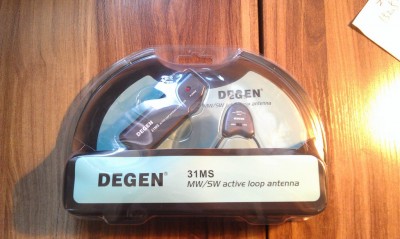 DEGEN®
MW/SW active loop antenna
DEGEN®
31MS
MW/SW active loop antenna